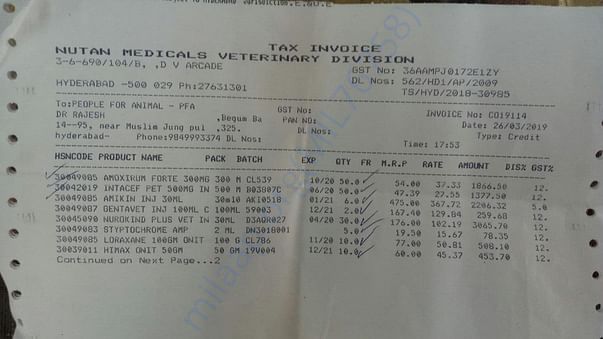 Subject to HYDERABAD Jurisdiction.E.&O.E
TAX INVOICE
NUTAN MEDICALS VETERINARY DIVISION
3-6-690/104/B, ,D V ARCADE
GST No: 36AAMPJ0172E1ZY
DL Nos: 562/HD1/AP/2009
HYDERABAD -500 029 Ph:27631301
TS/HYD/2018-30985
To:PEOPLE FOR ANIMAL - PFA
GST No:
INVOICE No: CO19114
DR RAJESH
,Begum Ba
PAN NO:
Date: 26/03/2019
14--95, near Muslim Jung pul
,325.
DL Nos:
Type: Credit
hyderabad-
Phone:9849993374 DL Nos:
Time: 17:53
HSNCODE PRODUCT NAME PACK BATCH EXP QTY FR M.R.P RATE AMOUNT DIS% GST%
30049085 AMOXIRUM FORTE 300MG 300 M CL539 10/20 50.0 54.00 37.33 1866.50 12.
30042019 INTACEF PET 500MG IN 500 M B03807C 06/20 50.0 47.39 27.55 1377.50 12.
30049085 AMIKIN INJ 30ML 30ml0 AKI0518 01/21 6.0 475.00 367.72 2206.32 5.0
30049087 GENTAVET INJ 100ML C 100ML 59003 12/21 2.0 167.40 129.84 259.68 12.
30045090 NUROKIND PLUS VET IN 30ML D3AQR027 04/20 30.0 176.00 102.19 3065.70 12.
30049083 STYPTOCHROME AMP 2 ML DN3018001 5.0 19.50 15.67 78.35 12.
30049085 LORAXANE 100GM ONIT 100 G CL786 11/20 10.0 77.00 50.81 508.10 12.
30039011 HIMAX ONIT 50GM 50 GM 19V004 12/21 10.0 60.00 45.37 453.70 12.
Continued on Next Page...2